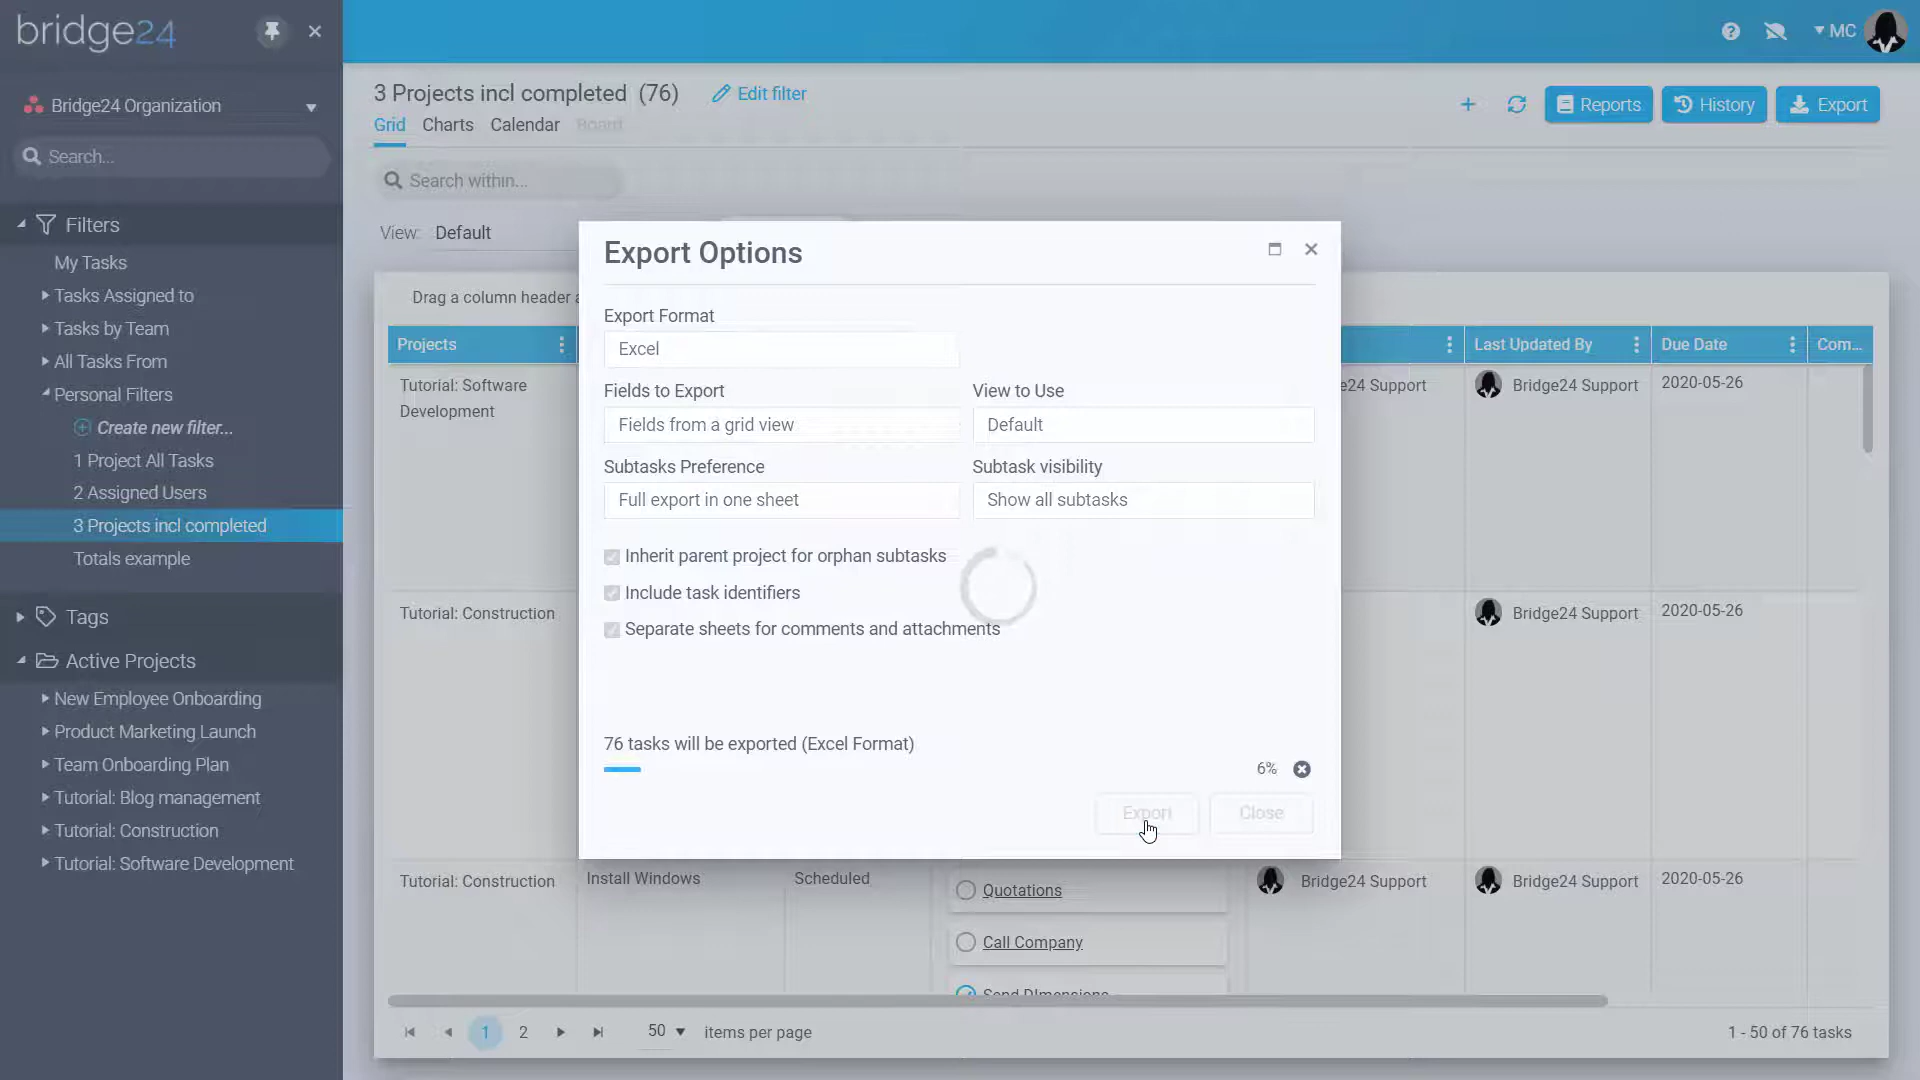 bridge24
MC
Bridge24 Organization
Search...
Filters
My Tasks
Tasks Assigned to
Tasks by Team
All Tasks From
Personal Filters
Create new filter...
1 Project All Tasks
2 Assigned Users
3 Projects incl completed
Totals example
Tags
Active Projects
New Employee Onboarding
Product Marketing Launch
Team Onboarding Plan
Tutorial: Blog management
Tutorial: Construction
Tutorial: Software Development
3 Projects incl completed (76)
Edit filter
Reports
History
Export
Grid
Charts
Calendar
Board
Search within...
View: Default
Drag a column header a
Projects
Last Updated By
Due Date
Com...
Tutorial: Software
Development
e24 Support
Bridge24 Support
2020-05-26
Tutorial: Construction
Bridge24 Support
2020-05-26
Tutorial: Construction
Install Windows
Scheduled
Quotations
Call Company
Send DImensions
Bridge24 Support
Bridge24 Support
2020-05-26
1
2
50
items per page
1 - 50 of 76 tasks
Export Options
Export Format
Excel
Fields to Export
View to Use
Fields from a grid view
Default
Subtasks Preference
Subtask visibility
Full export in one sheet
Show all subtasks
Inherit parent project for orphan subtasks
Include task identifiers
Separate sheets for comments and attachments
76 tasks will be exported (Excel Format)
6%
Export
Close